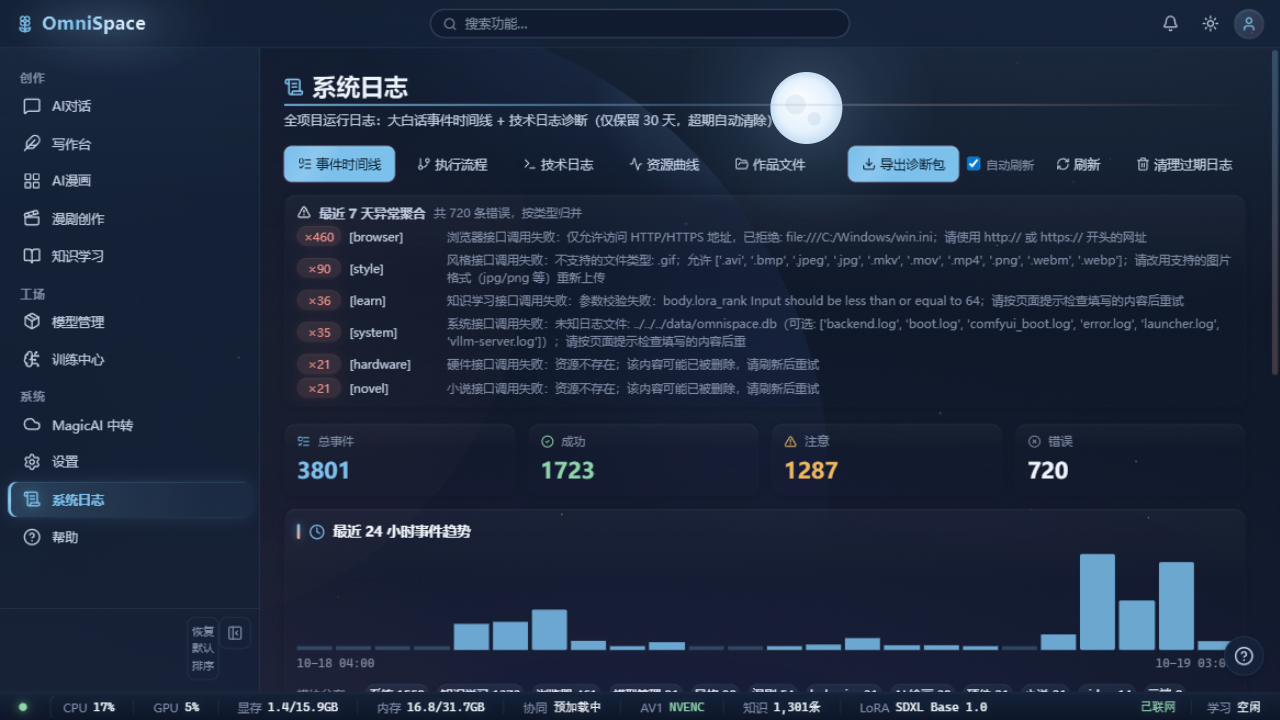 OmniSpace
搜索功能...
创作
AI对话
写作台
AI漫画
漫剧创作
知识学习
工场
模型管理
训练中心
系统
MagicAI 中转
设置
系统日志
帮助
恢复
默认
排序
系统日志
全项目运行日志：大白话事件时间线 + 技术日志诊断（仅保留 30 天，超期自动清除）
事件时间线 执行流程 技术日志 资源曲线 作品文件 导出诊断包 自动刷新 刷新 清理过期日志
最近 7 天异常聚合 共 720 条错误，按类型归并
×460 [browser] 浏览器接口调用失败：仅允许访问 HTTP/HTTPS 地址，已拒绝: file:///C:/Windows/win.ini；请使用 http:// 或 https:// 开头的网址
×90 [style] 风格接口调用失败：不支持的文件类型: .gif；允许 ['.avi', '.bmp', '.jpeg', '.jpg', '.mkv', '.mov', '.mp4', '.png', '.webm', '.webp']；请改用支持的图片
格式（jpg/png 等）重新上传
×36 [learn] 知识学习接口调用失败：参数校验失败：body.lora_rank Input should be less than or equal to 64；请按页面提示检查填写的内容后重试
×35 [system] 系统接口调用失败：未知日志文件: ../../../data/omnispace.db（可选: ['backend.log', 'boot.log', 'comfyui_boot.log', 'error.log', 'launcher.log',
'vllm-server.log']）；请按页面提示检查填写的内容后重
×21 [hardware] 硬件接口调用失败：资源不存在；该内容可能已被删除，请刷新后重试
×21 [novel] 小说接口调用失败：资源不存在；该内容可能已被删除，请刷新后重试
总事件 成功 注意 错误
3801 1723 1287 720
最近 24 小时事件趋势
10-18 04:00 10-19 03:0
CPU 17% GPU 5% 显存 1.4/15.9GB 内存 16.8/31.7GB 协同 预加载中 AV1 NVENC 知识 1,301条 LoRA SDXL Base 1.0 已联网 学习 空闲